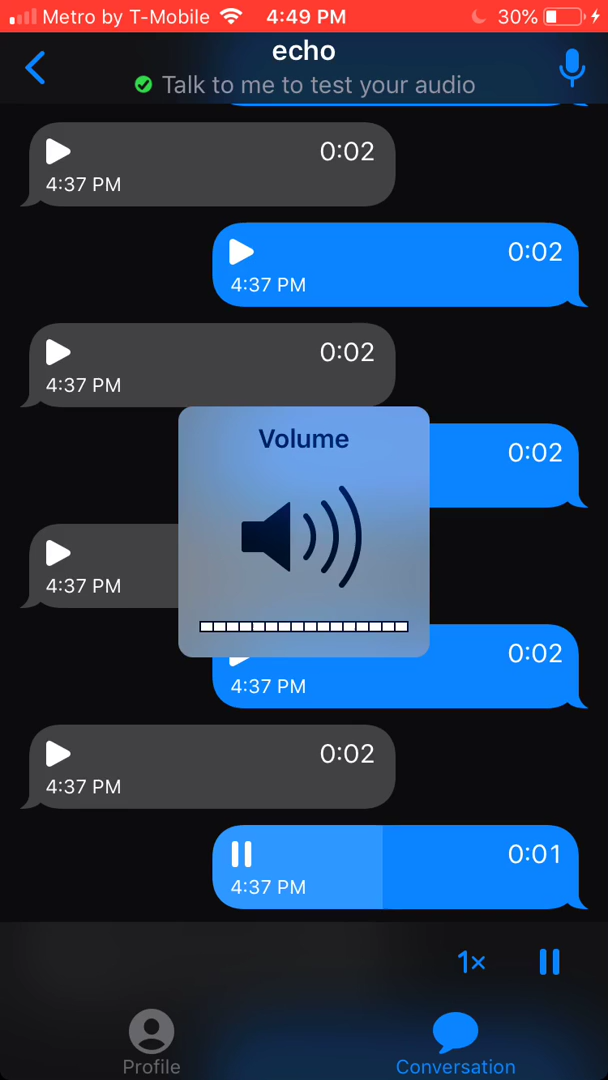 Metro by T-Mobile 4:49 PM 30%
echo
Talk to me to test your audio
0:02
4:37 PM
0:02
4:37 PM
0:02
4:37 PM
Volume
0:02
4:37 PM
0:02
4:37 PM
0:02
4:37 PM
0:01
4:37 PM
1×
Profile
Conversation